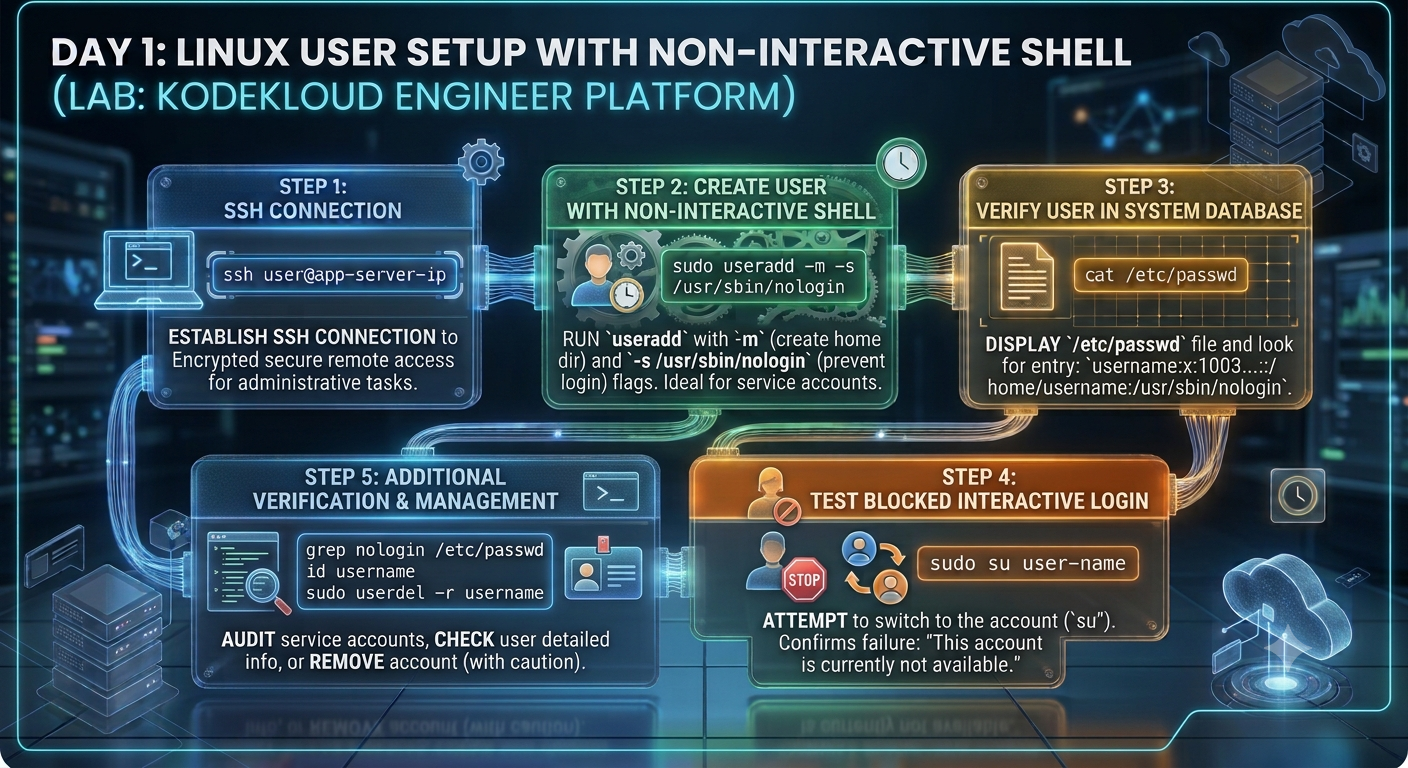 DAY 1: LINUX USER SETUP WITH NON-INTERACTIVE SHELL
(LAB: KODEKLOUD ENGINEER PLATFORM)
STEP 1:
SSH CONNECTION
>_
ssh user@app-server-ip
ESTABLISH SSH CONNECTION to
Encrypted secure remote access
for administrative tasks.
STEP 2: CREATE USER
WITH NON-INTERACTIVE SHELL
sudo useradd -m -s
/usr/sbin/nologin
RUN `useradd` with `-m` (create home
dir) and `-s /usr/sbin/nologin` (prevent
login) flags. Ideal for service accounts.
STEP 3:
VERIFY USER IN SYSTEM DATABASE
cat /etc/passwd
DISPLAY `/etc/passwd` file and look
for entry: `username:x:1003...::/
home/username:/usr/sbin/nologin`.
STEP 4:
TEST BLOCKED INTERACTIVE LOGIN
STOP
sudo su user-name
ATTEMPT to switch to the account (`su”).
Confirms failure: "This account
is currently not available."
STEP 5: ADDITIONAL
VERIFICATION & MANAGEMENT
>_
grep nologin /etc/passwd
id username
sudo userdel -r username
AUDIT service accounts, CHECK user detailed
info, or REMOVE account (with caution).